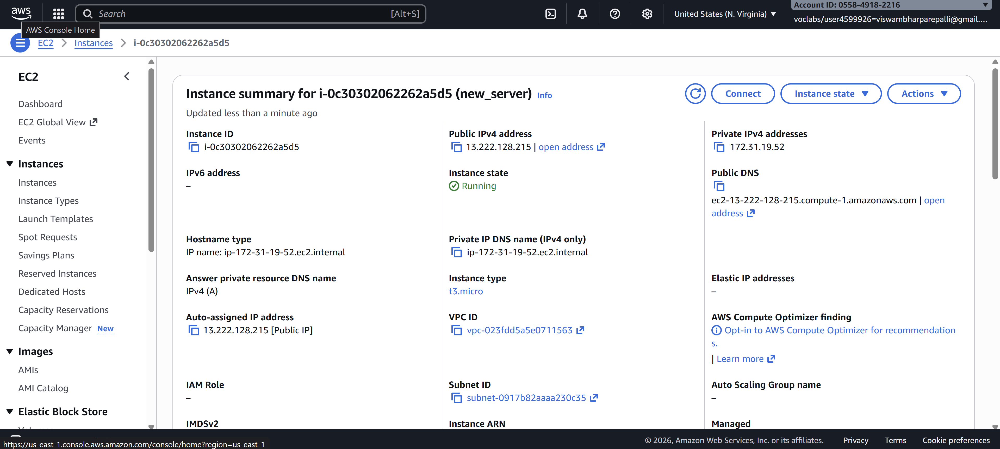 aws
Search
[Alt+S]
United States (N. Virginia)
Account ID: 0558-4918-2216
voclabs/user4599926=viswambharparepalli@gmail....
AWS Console Home
EC2
Instances
i-0c30302062262a5d5
EC2
Dashboard
EC2 Global View
Events
Instances
Instances
Instance Types
Launch Templates
Spot Requests
Savings Plans
Reserved Instances
Dedicated Hosts
Capacity Reservations
Capacity Manager New
Images
AMIs
AMI Catalog
Elastic Block Store
Instance summary for i-0c30302062262a5d5 (new_server) Info
Updated less than a minute ago
Connect
Instance state
Actions
Instance ID
i-0c30302062262a5d5
Public IPv4 address
13.222.128.215 | open address
Private IPv4 addresses
172.31.19.52
IPv6 address
–
Instance state
Running
Public DNS
ec2-13-222-128-215.compute-1.amazonaws.com | open
address
Hostname type
IP name: ip-172-31-19-52.ec2.internal
Private IP DNS name (IPv4 only)
ip-172-31-19-52.ec2.internal
Answer private resource DNS name
IPv4 (A)
Instance type
t3.micro
Elastic IP addresses
–
Auto-assigned IP address
13.222.128.215 [Public IP]
VPC ID
vpc-023fdd5a5e0711563
AWS Compute Optimizer finding
Opt-in to AWS Compute Optimizer for recommendation
s.
| Learn more
IAM Role
–
Subnet ID
subnet-0917b82aaaa230c35
Auto Scaling Group name
–
IMDSv2
Instance ARN
Managed
https://us-east-1.console.aws.amazon.com/console/home?region=us-east-1
© 2026, Amazon Web Services, Inc. or its affiliates.
Privacy
Terms
Cookie preferences